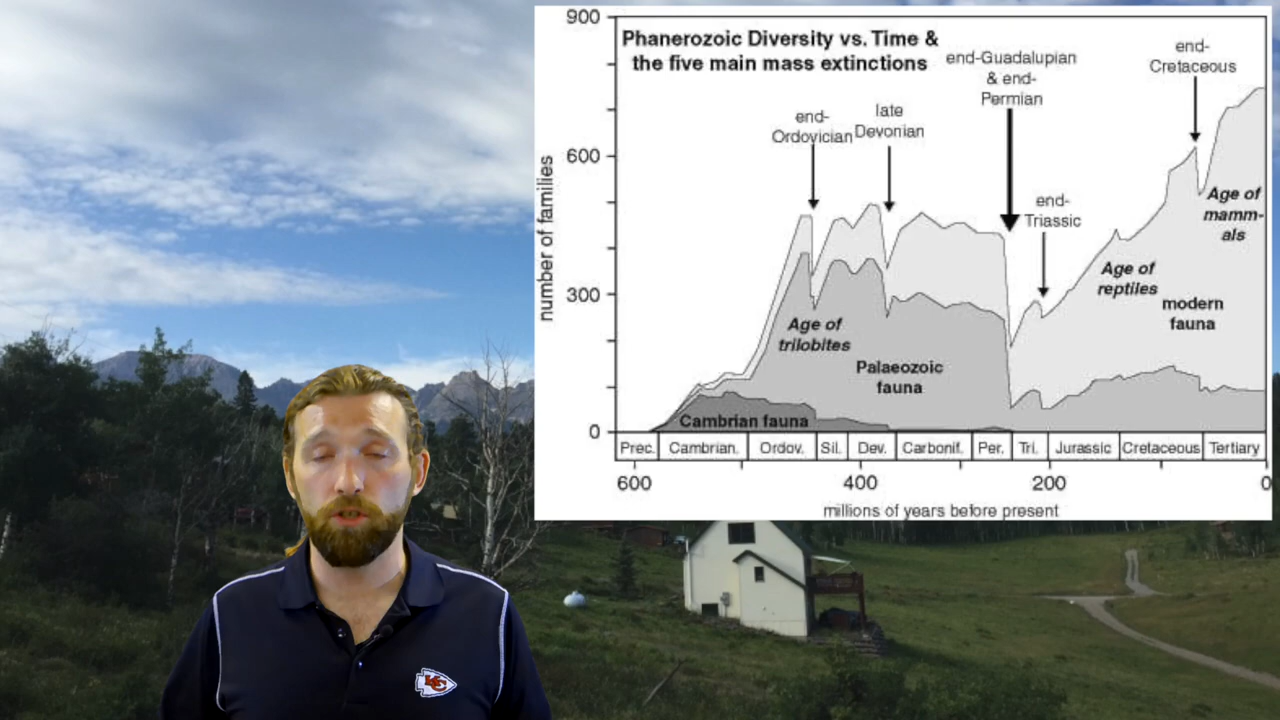 900
Phanerozoic Diversity vs. Time &
the five main mass extinctions
end-Guadalupian
& end-
Permian
end-
Cretaceous
end-
Ordovician
late
Devonian
600
end-
Triassic
Age of
mamm-
als
Age of
reptiles
modern
fauna
number of families
300
Age of
trilobites
Palaeozoic
fauna
Cambrian fauna
0
Prec. Cambrian. Ordov. Sil. Dev. Carbonif. Per. Tri. Jurassic Cretaceous Tertiary
600 400 200 0
millions of years before present
KC